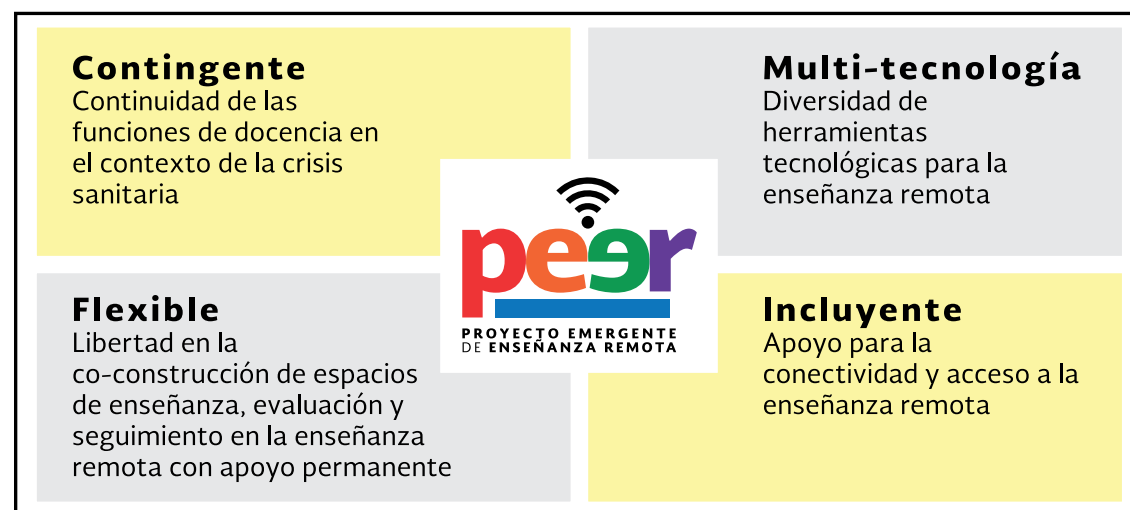 Contingente
Continuidad de las
funciones de docencia en
el contexto de la crisis
sanitaria
Multi-tecnología
Diversidad de
herramientas
tecnológicas para la
enseñanza remota
peer
PROYECTO EMERGENTE
DE ENSEÑANZA REMOTA
Flexible
Libertad en la
co-construcción de espacios
de enseñanza, evaluación y
seguimiento en la enseñanza
remota con apoyo permanente
Incluyente
Apoyo para la
conectividad y acceso a la
enseñanza remota